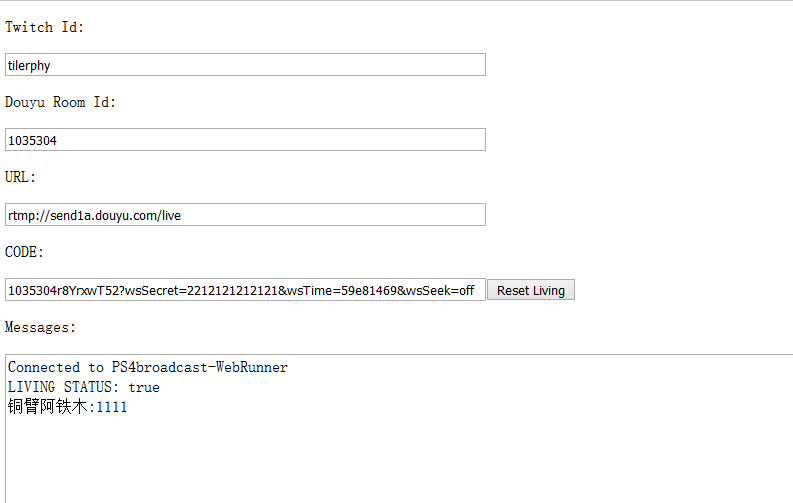 Twitch Id:
tilerphy
Douyu Room Id:
1035304
URL:
rtmp://send1a.douyu.com/live
CODE:
1035304r8YrxwT52?wsSecret=2212121212121&wsTime=59e81469&wsSeek=off
Reset Living
Messages:
Connected to PS4broadcast-WebRunner
LIVING STATUS: true
铜臂阿铁木:1111